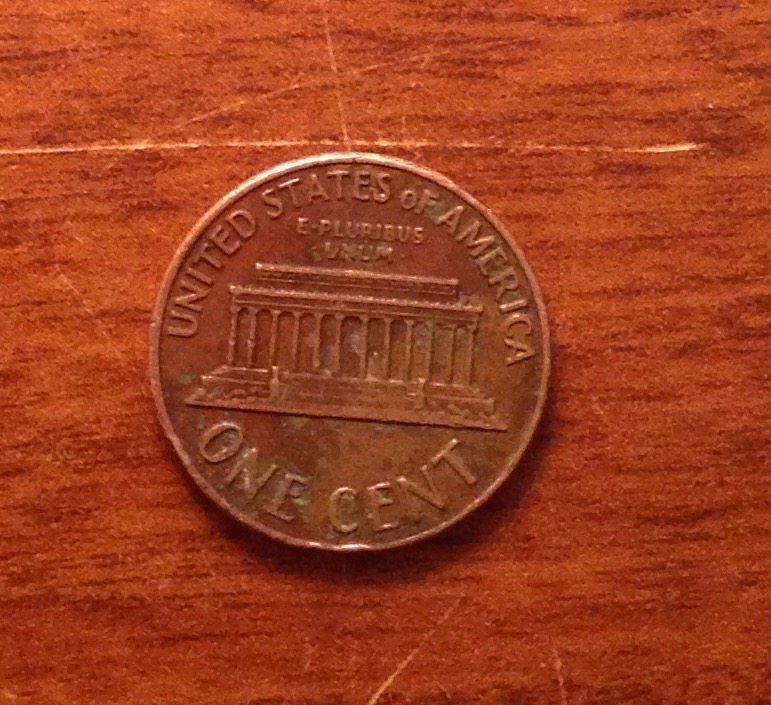 UNITED STATES OF AMERICA
E·PLURIBUS
UNUM
ONE CENT